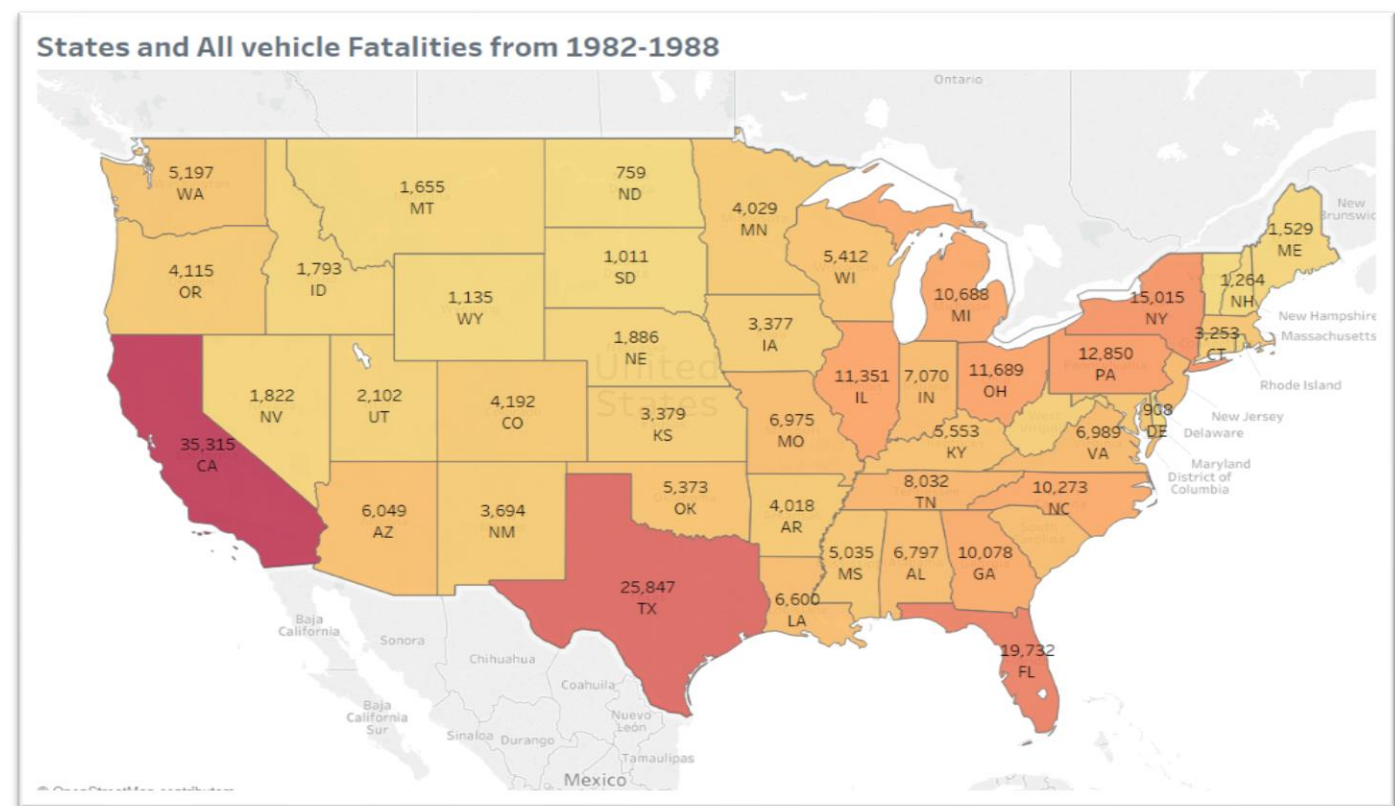 States and All vehicle Fatalities from 1982-1988
Ontario
5,197
WA
1,655
MT
759
ND
4,029
MN
New
Brunswic
1,529
ME
4,115
OR
1,793
ID
1,135
WY
1,011
SD
5,412
WI
10,688
MI
15,015
NY
1,264
NH
New Hampshire
Massachusetts
3,253
CT
Rhode Island
1,886
NE
3,377
IA
United
States
1,822
NV
2,102
UT
4,192
CO
3,379
KS
6,975
MO
11,351
IL
7,070
IN
11,689
OH
12,850
PA
New Jersey
908
DE
Delaware
Maryland
District of
Columbia
West
Virginia
5,553
KY
6,989
VA
35,315
CA
6,049
AZ
3,694
NM
5,373
OK
4,018
AR
8,032
TN
10,273
NC
South
Carolina
25,847
TX
6,600
LA
5,035
MS
6,797
AL
10,078
GA
19,732
FL
Baja
California
Sonora
Chihuahua
Coahuila
Baja
California
Sur
Sinaloa
Durango
Nuevo
León
Tamaulipas
Mexico